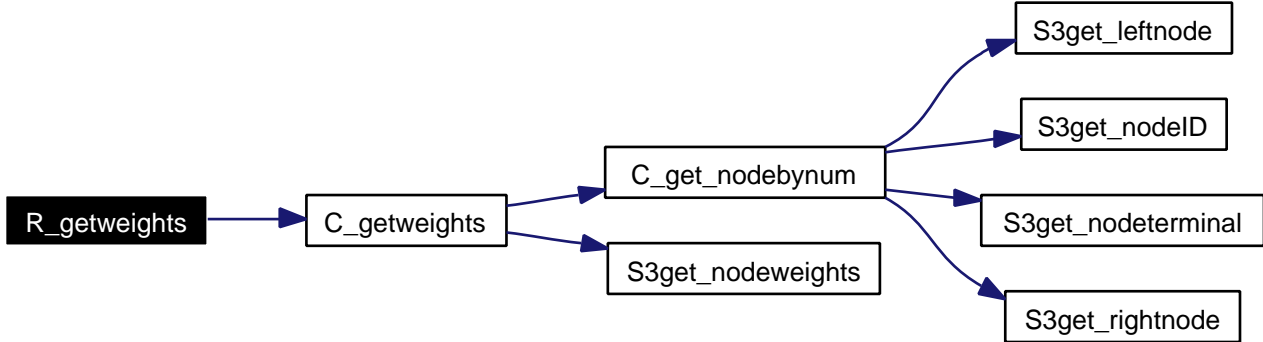 S3get_leftnode
S3get_nodeID
C_get_nodebynum
R_getweights
C_getweights
S3get_nodeterminal
S3get_nodeweights
S3get_rightnode